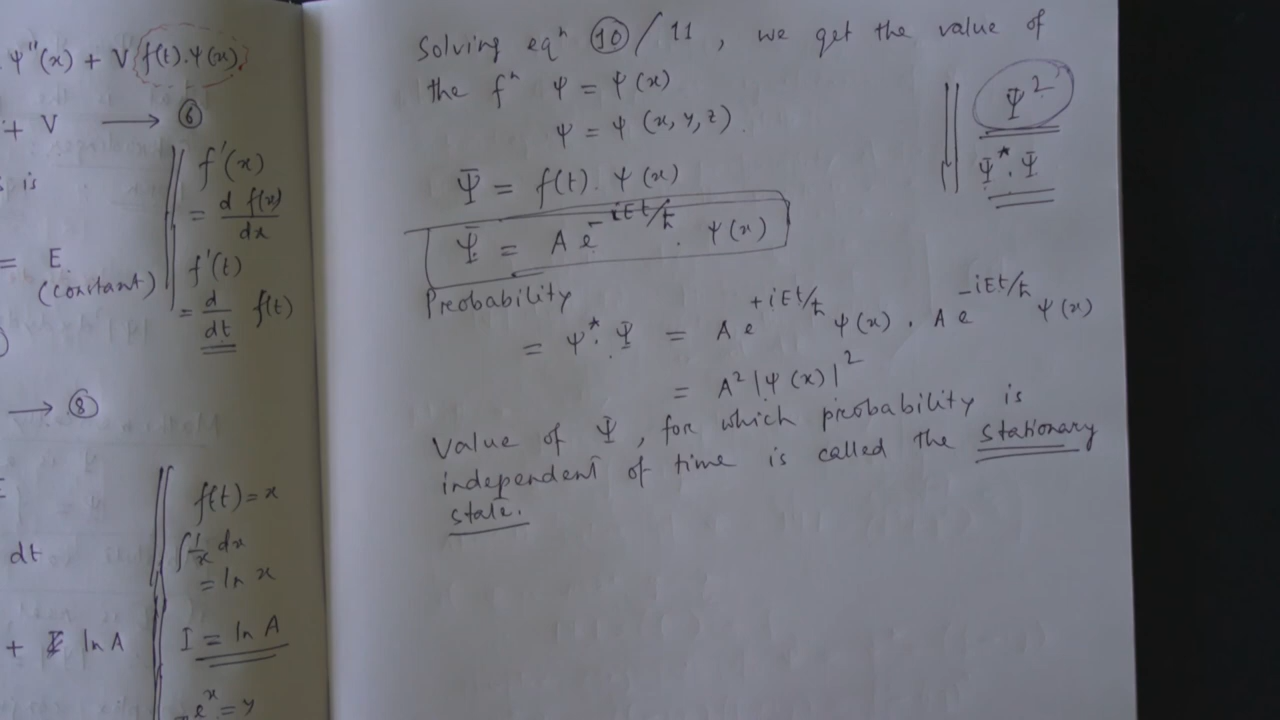 ψ''(x) + V f(t).ψ(x)
+ V ⟶ ⑥
s is
= E
(constant)
f'(x)
= d f(x)/dx
f'(t)
= d/dt f(t)
⟶ ⑧
dt
+ ln A
f(t) = x
∫ 1/x dx
= ln x
I = ln A
e^x = y
Solving eqⁿ ⑩ / 11 , we get the value of
the fⁿ ψ = ψ(x)
ψ = ψ (x, y, z).
Ψ = f(t). ψ(x)
Ψ = A e^{-iEt/ħ} . ψ(x)
Ψ²
Ψ*. Ψ
Probability
= Ψ*. Ψ = A e^{+iEt/ħ} ψ(x) . A e^{-iEt/ħ} ψ(x)
= A² |ψ(x)|²
Value of Ψ, for which probability is
independent of time is called the stationary
state.